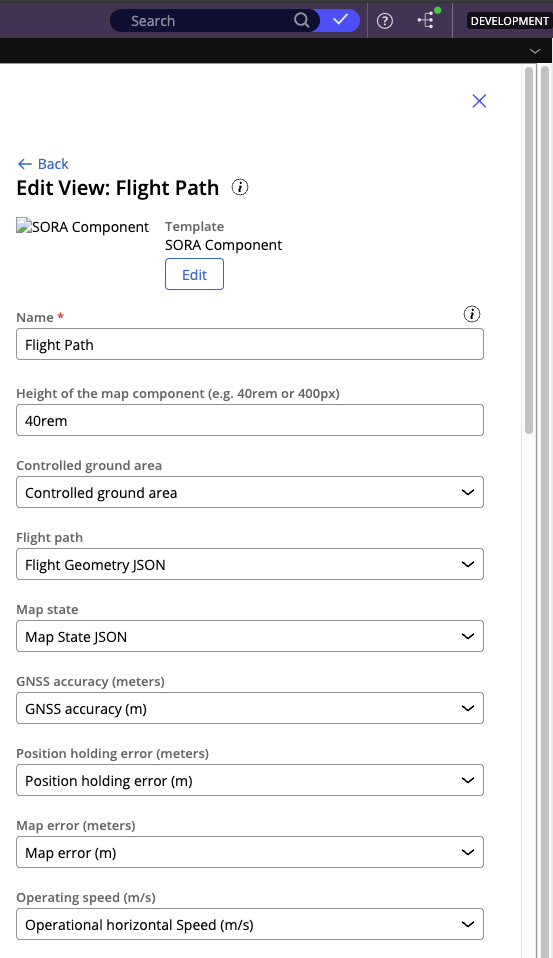 Search
DEVELOPMENT
Back
Edit View: Flight Path
SORA Component
Template
SORA Component
Edit
Name *
Flight Path
Height of the map component (e.g. 40rem or 400px)
40rem
Controlled ground area
Controlled ground area
Flight path
Flight Geometry JSON
Map state
Map State JSON
GNSS accuracy (meters)
GNSS accuracy (m)
Position holding error (meters)
Position holding error (m)
Map error (meters)
Map error (m)
Operating speed (m/s)
Operational horizontal Speed (m/s)